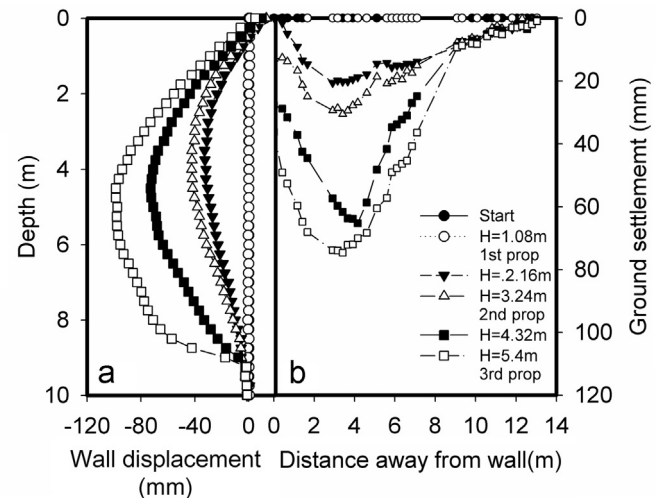 0
2
4
6
8
10
Depth (m)
a
-120
-80
-40
0
Wall displacement
(mm)
b
0
2
4
6
8
10
12
14
Distance away from wall(m)
0
20
40
60
80
100
120
Ground settlememt (mm)
Start
H=1.08m
1st prop
H=.2.16m
H=3.24m
2nd prop
H=4.32m
H=5.4m
3rd prop